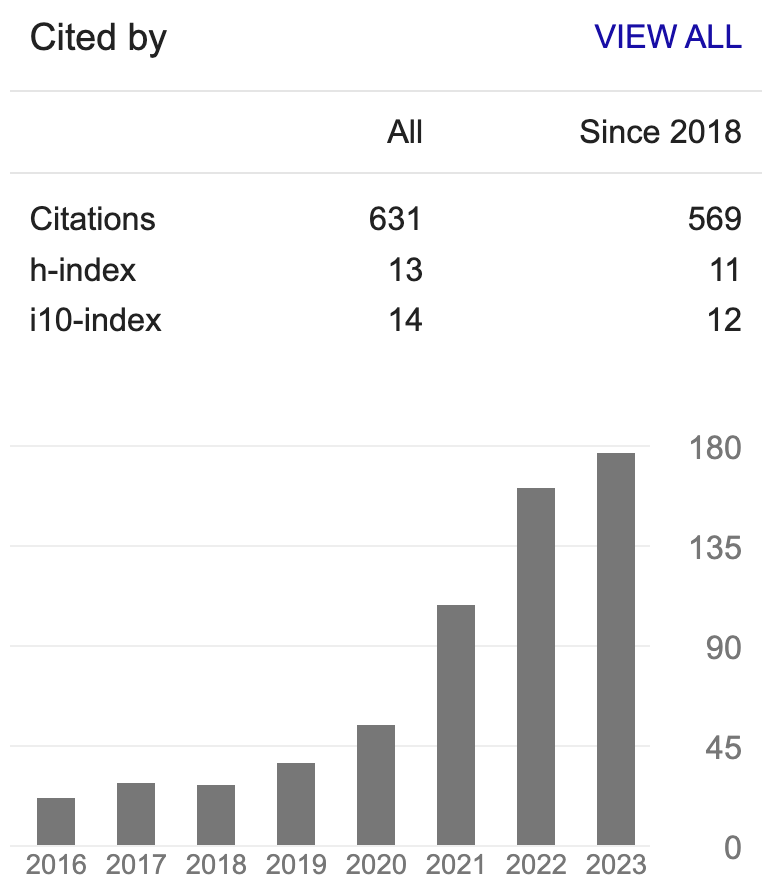 Cited by VIEW ALL
All Since 2018
Citations 631 569
h-index 13 11
i10-index 14 12
180
135
90
45
0
2016 2017 2018 2019 2020 2021 2022 2023